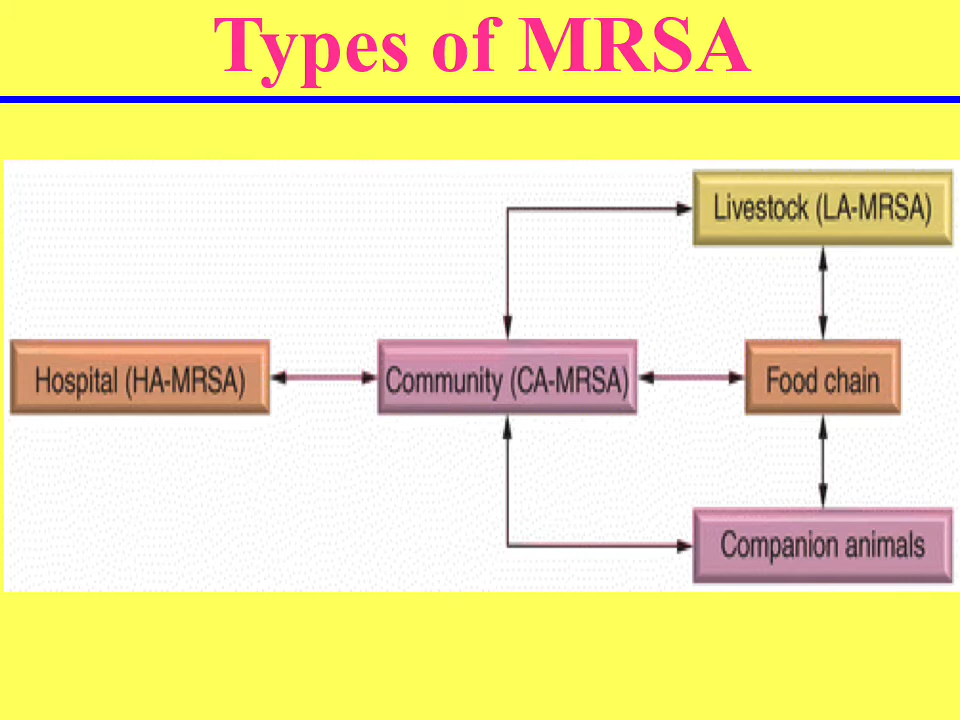 Types of MRSA
Livestock (LA-MRSA)
Hospital (HA-MRSA)
Community (CA-MRSA)
Food chain
Companion animals